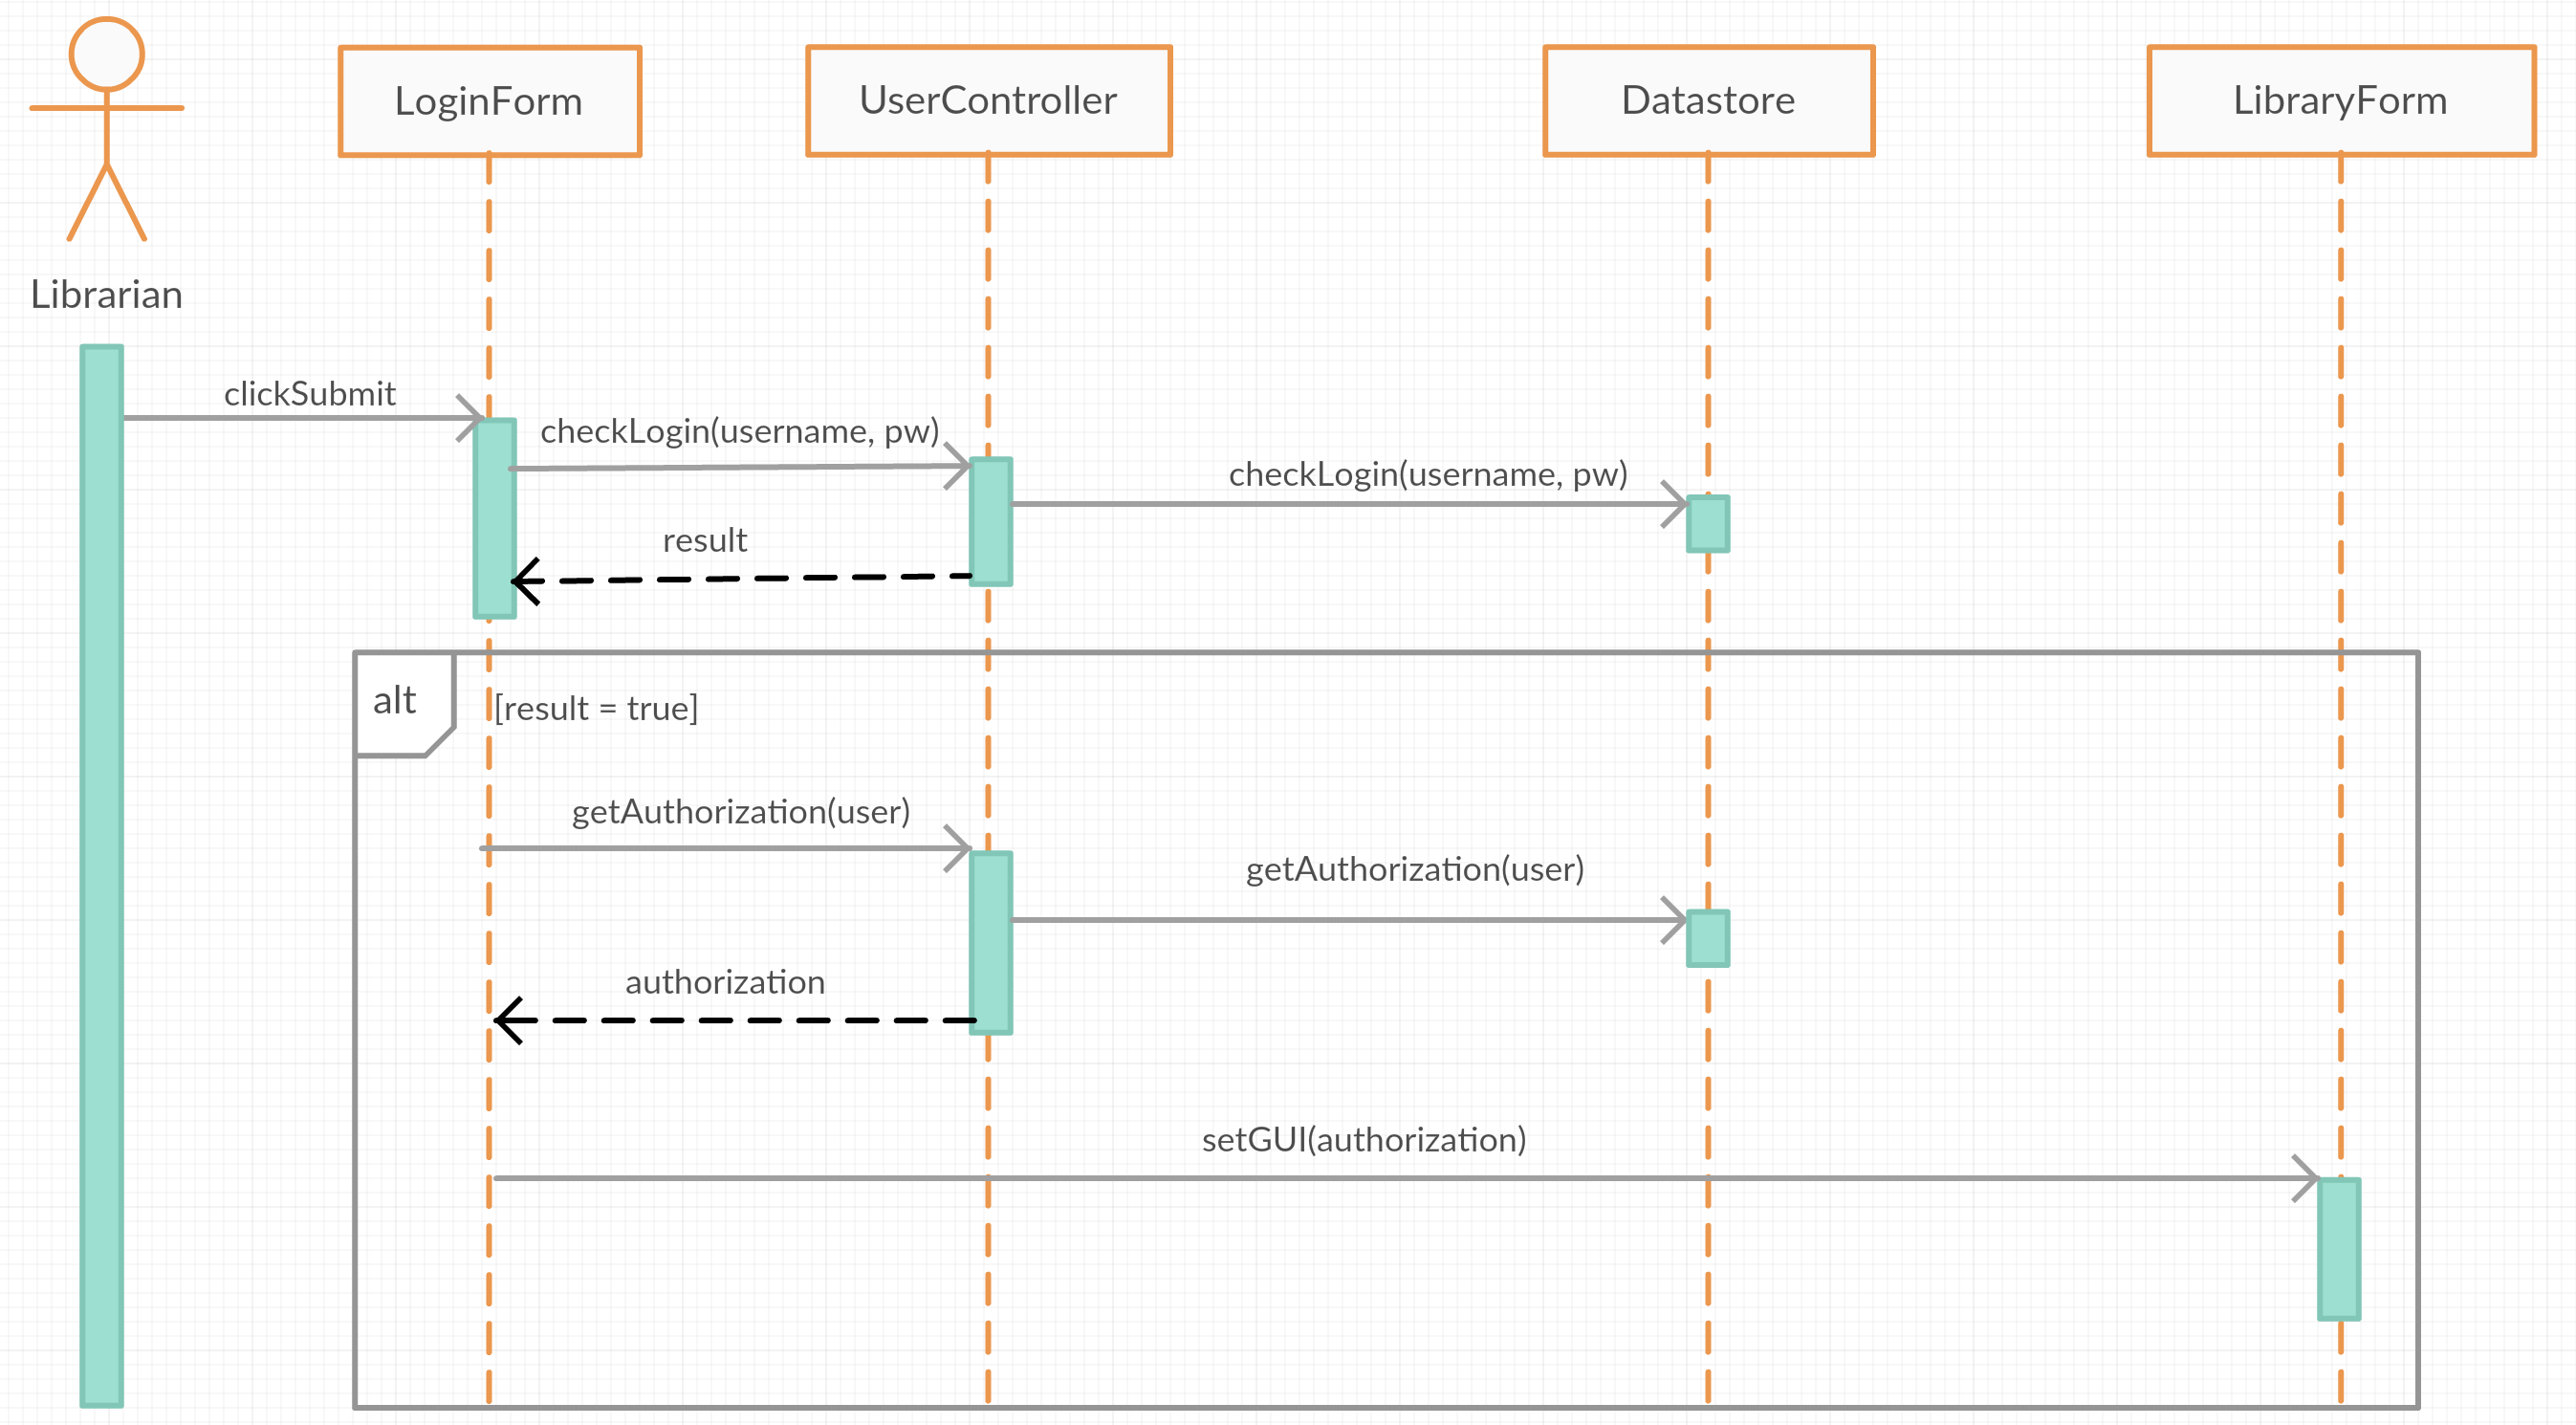 LoginForm
UserController
Datastore
LibraryForm
Librarian
clickSubmit
checkLogin(username, pw)
checkLogin(username, pw)
result
alt
[result = true]
getAuthorization(user)
getAuthorization(user)
authorization
setGUI(authorization)